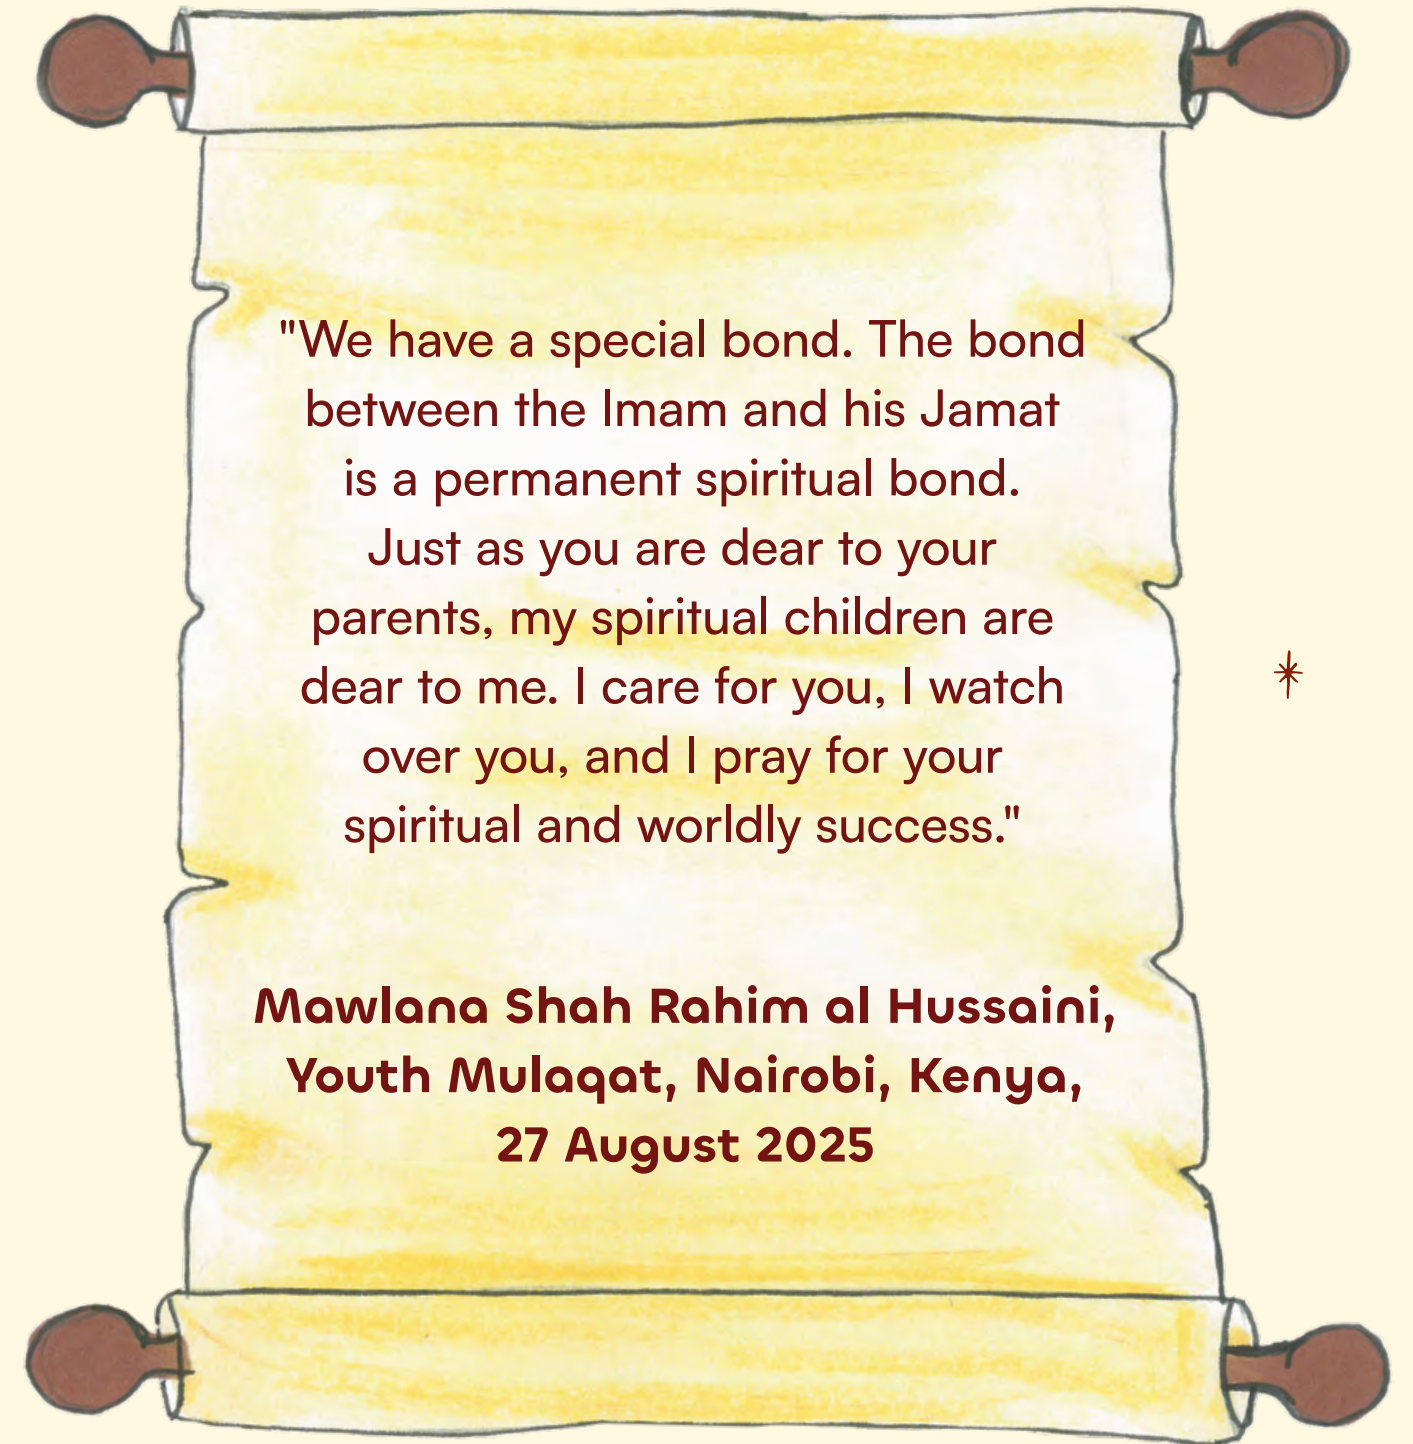 "We have a special bond. The bond
between the Imam and his Jamat
is a permanent spiritual bond.
Just as you are dear to your
parents, my spiritual children are
dear to me. I care for you, I watch
over you, and I pray for your
spiritual and worldly success."
Mawlana Shah Rahim al Hussaini,
Youth Mulaqat, Nairobi, Kenya,
27 August 2025